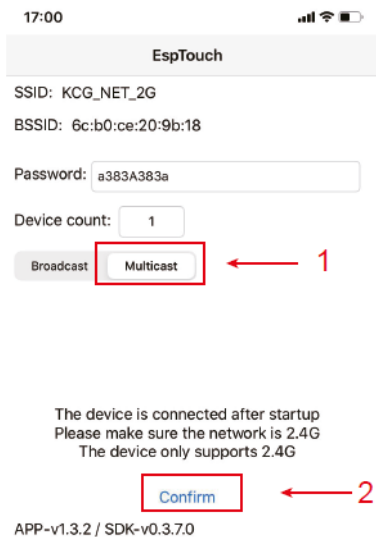 17:00
EspTouch
SSID: KCG_NET_2G
BSSID: 6c:b0:ce:20:9b:18
Password: a383A383a
Device count: 1
Broadcast Multicast 1
The device is connected after startup
Please make sure the network is 2.4G
The device only supports 2.4G
Confirm 2
APP-v1.3.2 / SDK-v0.3.7.0